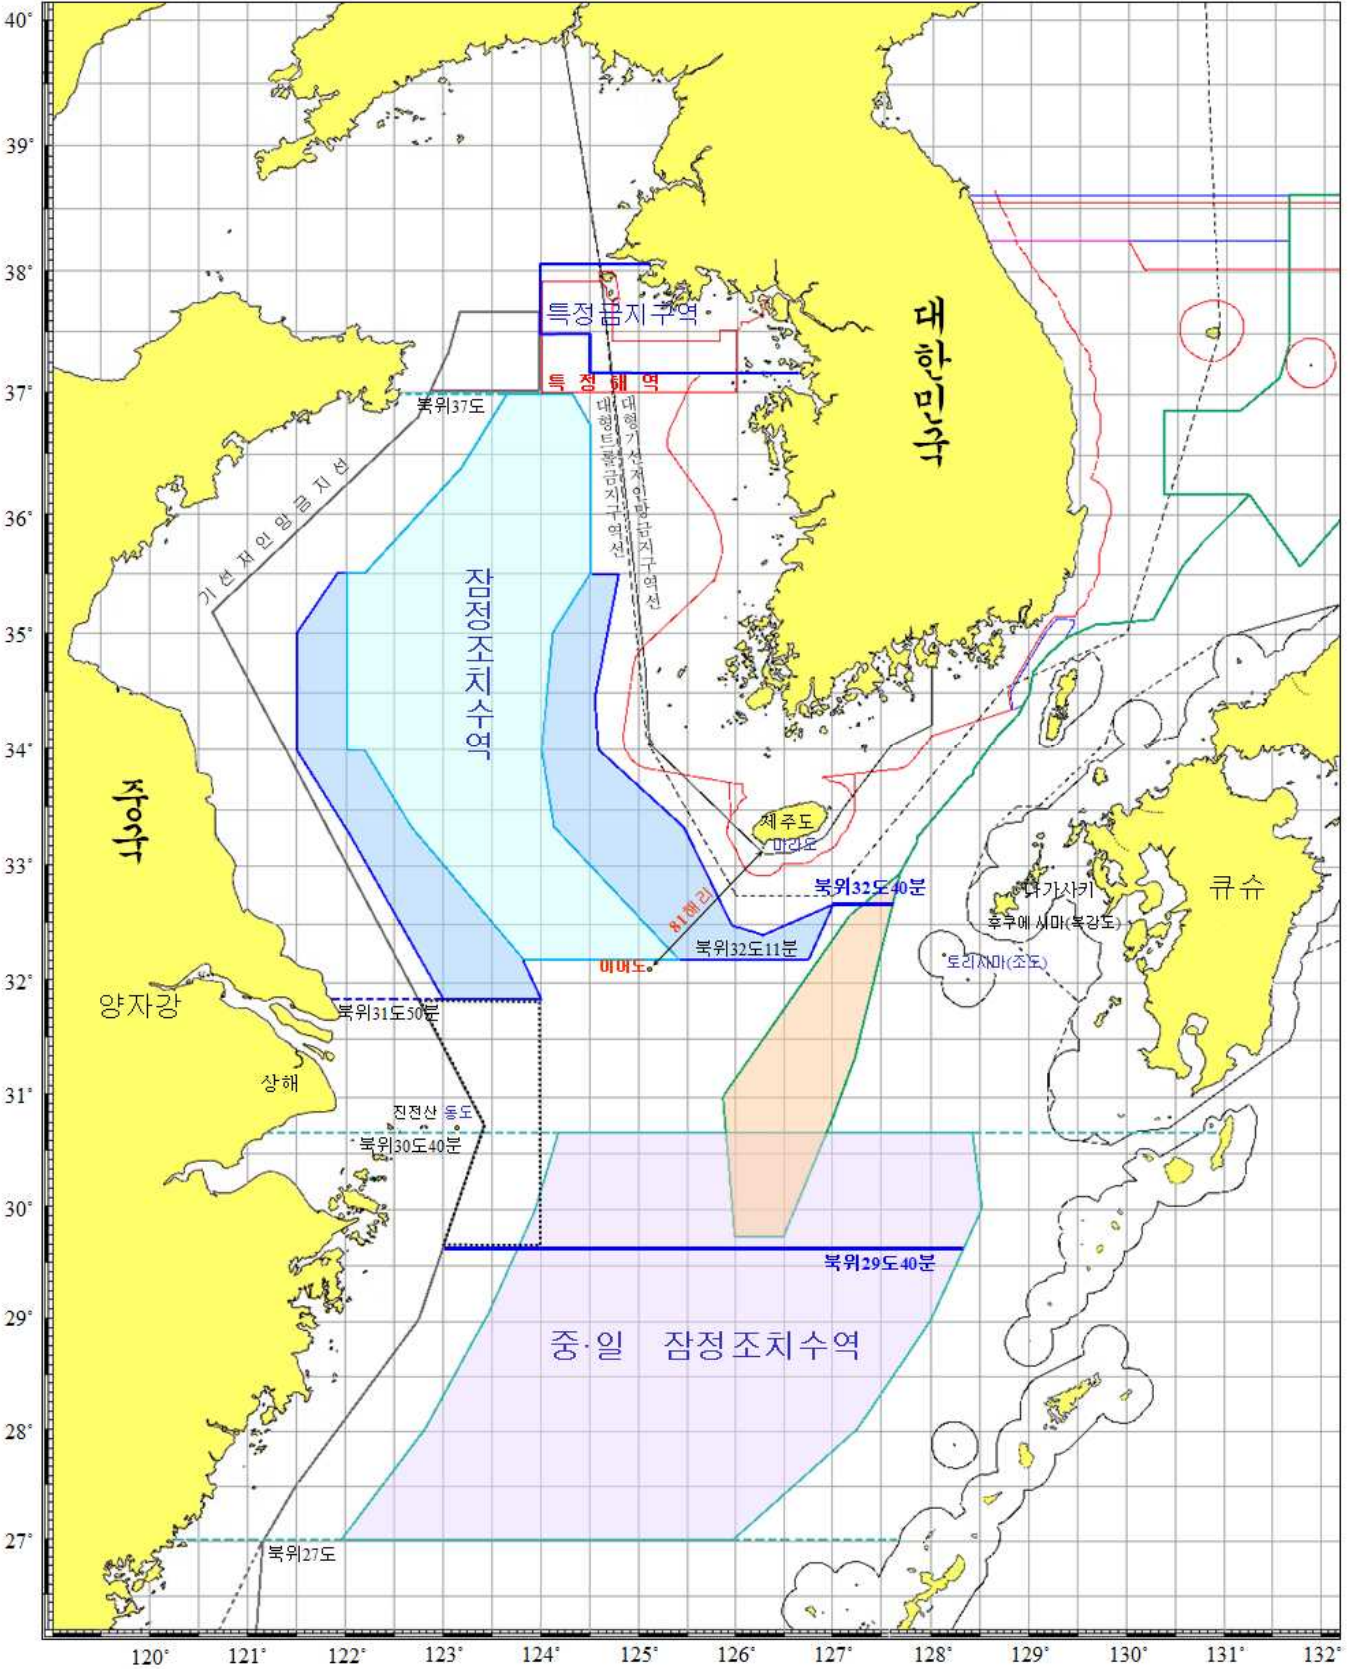 40°
39°
38°
37°
36°
35°
34°
33°
32°
31°
30°
29°
28°
27°
특정금지구역
특 정 해 역
대한민국
북위37도
대형트롤금지구역선
대형기선저인망금지구역선
기선저인망금지선
잠정조치수역
중국
제주도
마라도
북위32도40분
81해리
북위32도11분
이어도
나가사키
후쿠에 시마(복강도)
토리시마(조도)
큐슈
양자강
북위31도50분
상해
진전산 동도
북위30도40분
북위29도40분
중·일 잠정조치수역
북위27도
120° 121° 122° 123° 124° 125° 126° 127° 128° 129° 130° 131° 132°